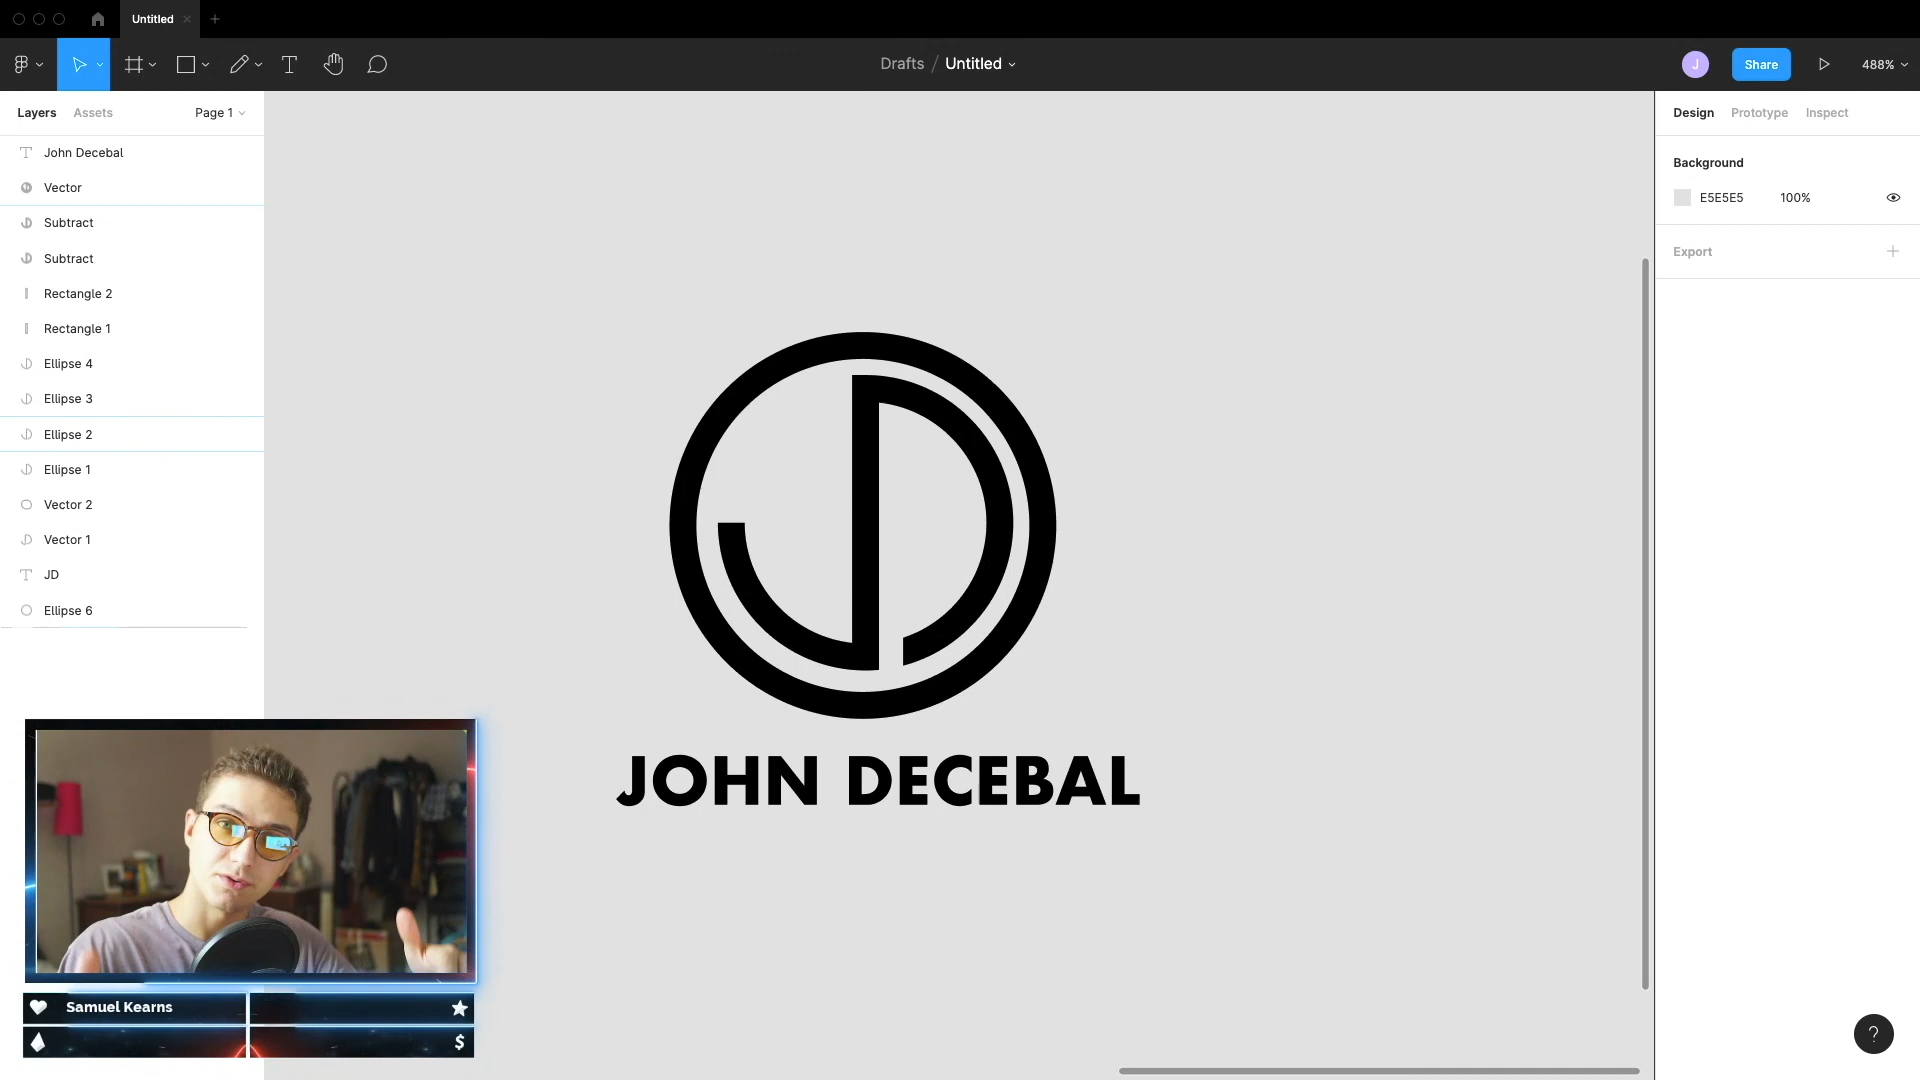 Untitled
Drafts / Untitled
J
Share
488%
Layers
Assets
Page 1
John Decebal
Vector
Subtract
Subtract
Rectangle 2
Rectangle 1
Ellipse 4
Ellipse 3
Ellipse 2
Ellipse 1
Vector 2
Vector 1
JD
Ellipse 6
JOHN DECEBAL
Design
Prototype
Inspect
Background
E5E5E5
100%
Export
Samuel Kearns
$
?